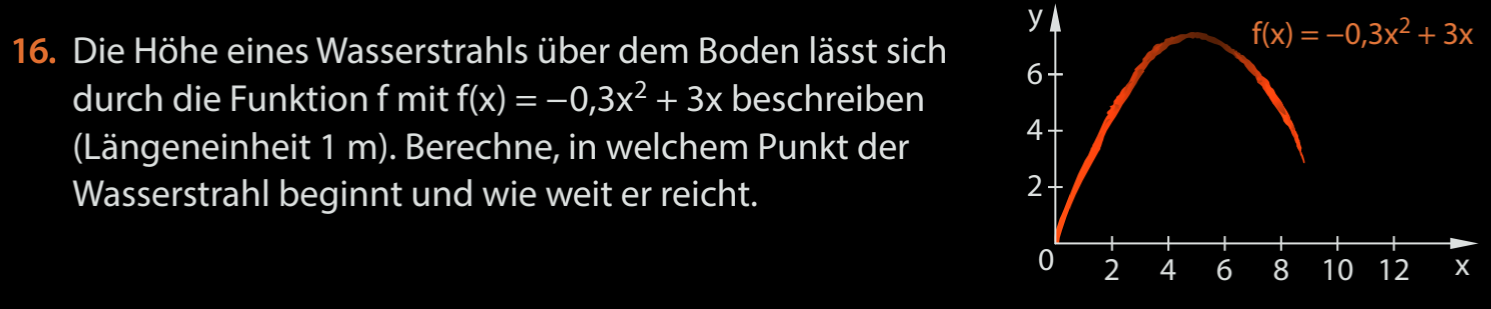 16. Die Höhe eines Wasserstrahls über dem Boden lässt sich
durch die Funktion f mit f(x) = −0,3x² + 3x beschreiben
(Längeneinheit 1 m). Berechne, in welchem Punkt der
Wasserstrahl beginnt und wie weit er reicht.
y
f(x) = −0,3x² + 3x
6
4
2
0
2 4 6 8 10 12 x